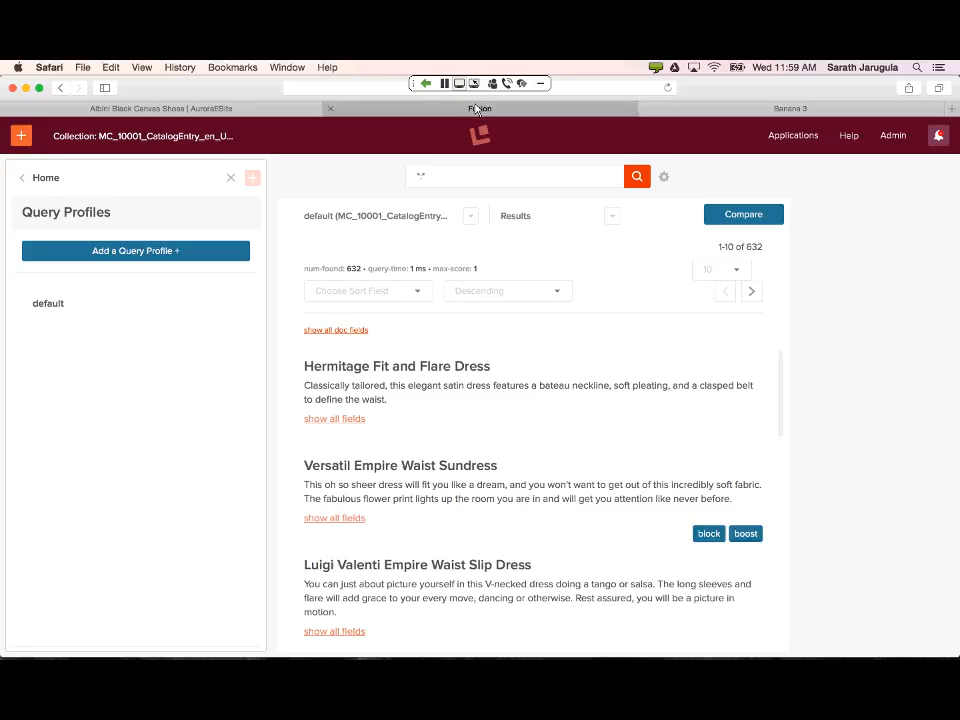 Safari File Edit View History Bookmarks Window Help Wed 11:59 AM Sarath Jarugula
Albini Black Canvas Shoes | AuroraESite Fusion Banana 3
Collection: MC_10001_CatalogEntry_en_U... Applications Help Admin
Home
*:*
Query Profiles
default (MC_10001_CatalogEntry... Results Compare
Add a Query Profile +
1-10 of 632
num-found: 632 • query-time: 1 ms • max-score: 1
10
Choose Sort Field Descending
default
show all doc fields
Hermitage Fit and Flare Dress
Classically tailored, this elegant satin dress features a bateau neckline, soft pleating, and a clasped belt
to define the waist.
show all fields
Versatil Empire Waist Sundress
This oh so sheer dress will fit you like a dream, and you won't want to get out of this incredibly soft fabric.
The fabulous flower print lights up the room you are in and will get you attention like never before.
show all fields
block boost
Luigi Valenti Empire Waist Slip Dress
You can just about picture yourself in this V-necked dress doing a tango or salsa. The long sleeves and
flare will add grace to your every move, dancing or otherwise. Rest assured, you will be a picture in
motion.
show all fields